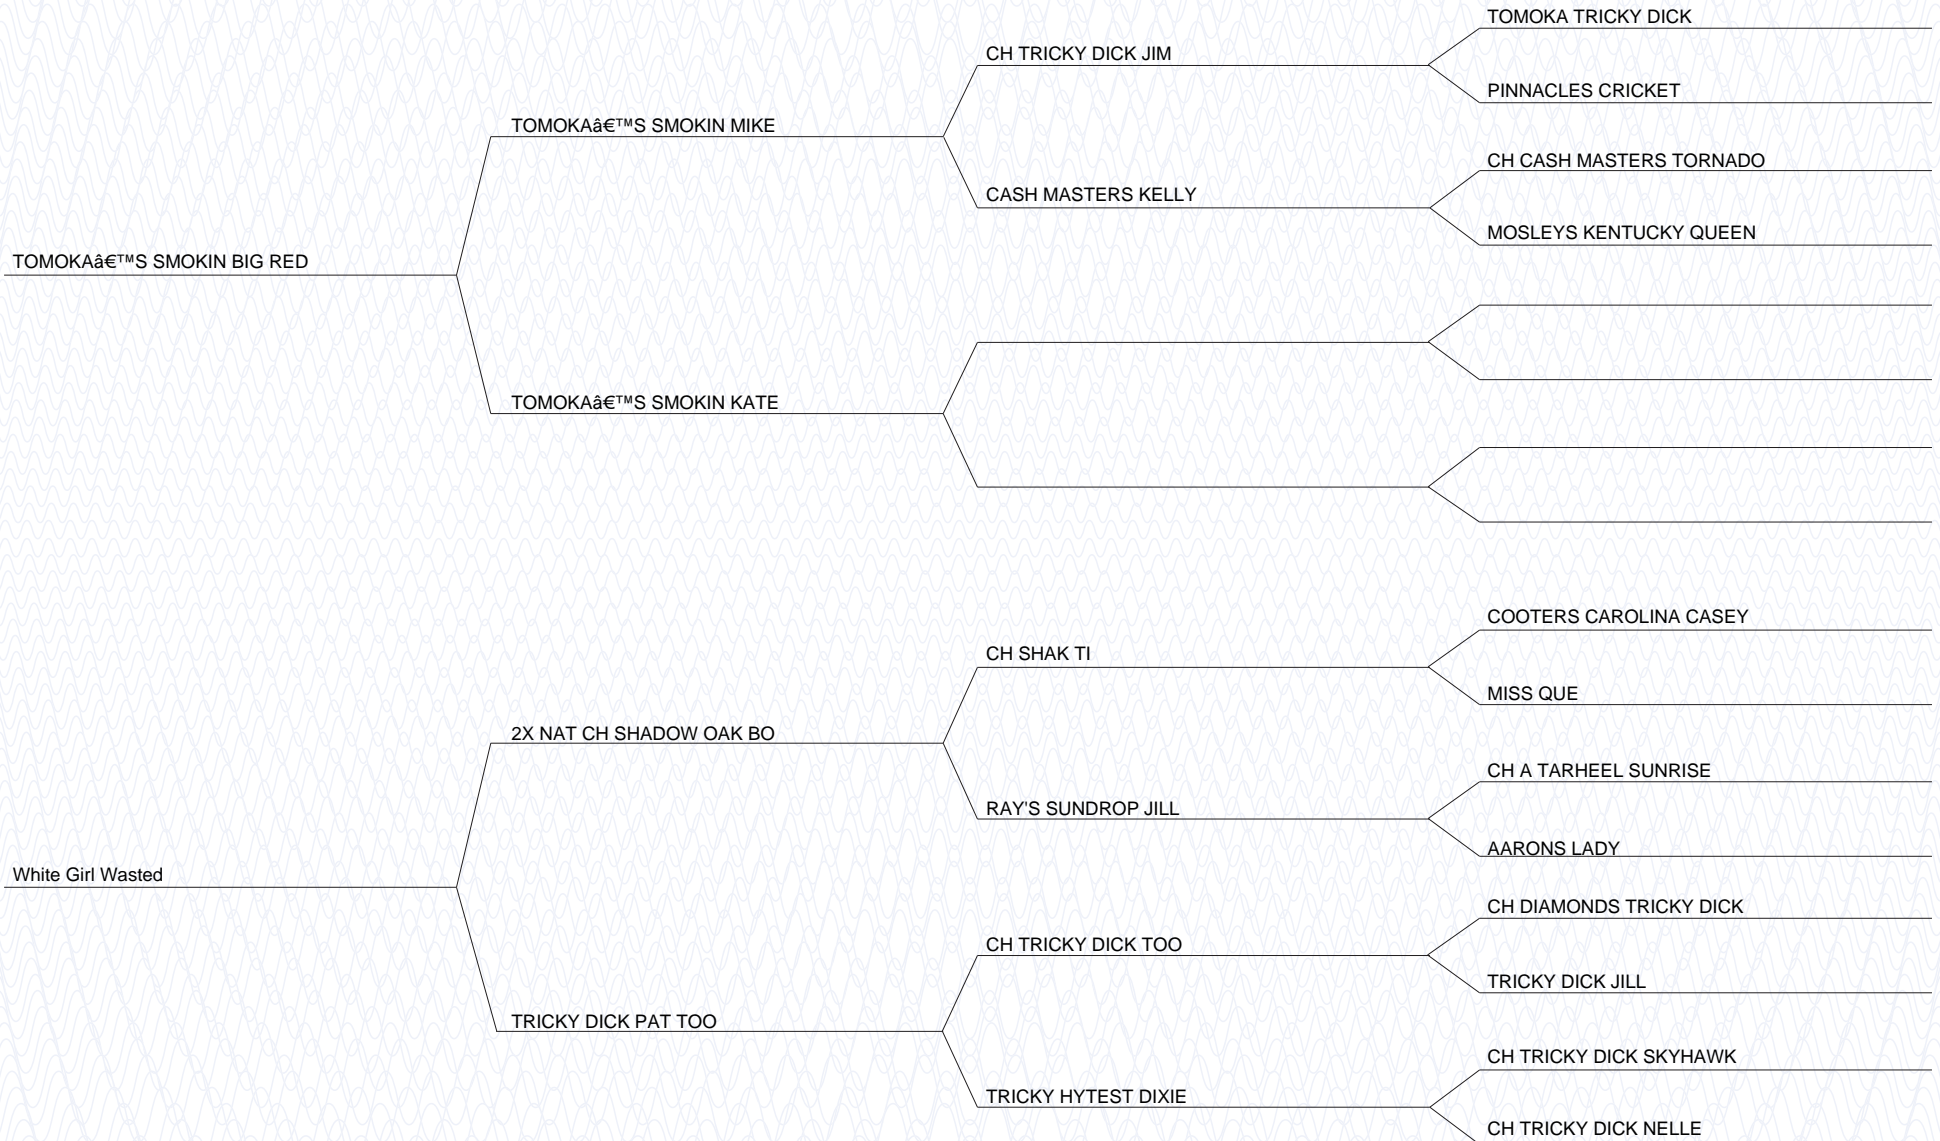 TOMOKA TRICKY DICK
CH TRICKY DICK JIM
PINNACLES CRICKET
TOMOKAâ€™S SMOKIN MIKE
CH CASH MASTERS TORNADO
CASH MASTERS KELLY
MOSLEYS KENTUCKY QUEEN
TOMOKAâ€™S SMOKIN BIG RED
TOMOKAâ€™S SMOKIN KATE
COOTERS CAROLINA CASEY
CH SHAK TI
MISS QUE
2X NAT CH SHADOW OAK BO
CH A TARHEEL SUNRISE
RAY'S SUNDROP JILL
AARONS LADY
White Girl Wasted
CH DIAMONDS TRICKY DICK
CH TRICKY DICK TOO
TRICKY DICK JILL
TRICKY DICK PAT TOO
CH TRICKY DICK SKYHAWK
TRICKY HYTEST DIXIE
CH TRICKY DICK NELLE